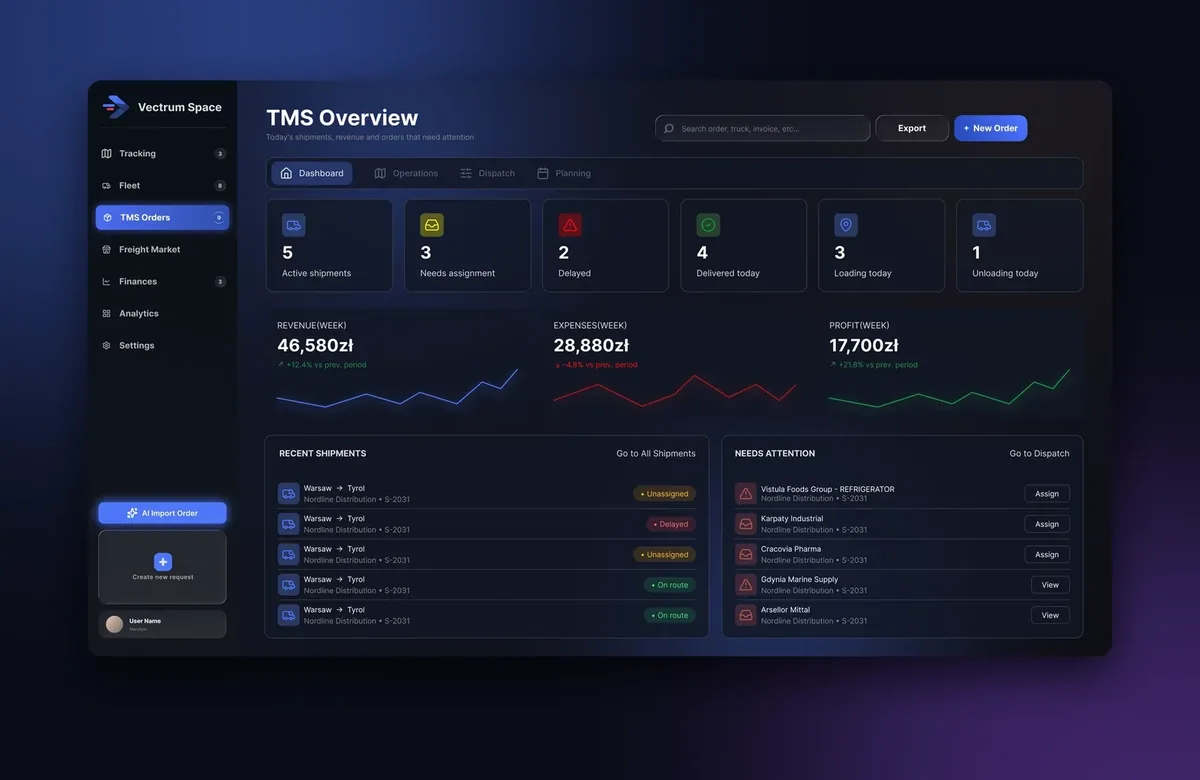 Vectrum Space
Tracking 3
Fleet 8
TMS Orders 9
Freight Market
Finances 3
Analytics
Settings
AI Import Order
+
Create new request
User Name
Manager
TMS Overview
Today's shipments, revenue and orders that need attention
Search order, truck, invoice, etc...
Export
+ New Order
Dashboard
Operations
Dispatch
Planning
5
Active shipments
3
Needs assignment
2
Delayed
4
Delivered today
3
Loading today
1
Unloading today
REVENUE(WEEK)
46,580zł
↗ +12.4% vs prev. period
EXPENSES(WEEK)
28,880zł
↘ -4,8% vs prev. period
PROFIT(WEEK)
17,700zł
↗ +21,8% vs prev. period
RECENT SHIPMENTS
Go to All Shipments
Warsaw → Tyrol
Nordline Distribution • S-2031
• Unassigned
Warsaw → Tyrol
Nordline Distribution • S-2031
• Delayed
Warsaw → Tyrol
Nordline Distribution • S-2031
• Unassigned
Warsaw → Tyrol
Nordline Distribution • S-2031
• On route
Warsaw → Tyrol
Nordline Distribution • S-2031
• On route
NEEDS ATTENTION
Go to Dispatch
Vistula Foods Group - REFRIGERATOR
Nordline Distribution • S-2031
Assign
Karpaty Industrial
Nordline Distribution • S-2031
Assign
Cracovia Pharma
Nordline Distribution • S-2031
Assign
Gdynia Marine Supply
Nordline Distribution • S-2031
View
Arsellor Mittal
Nordline Distribution • S-2031
View